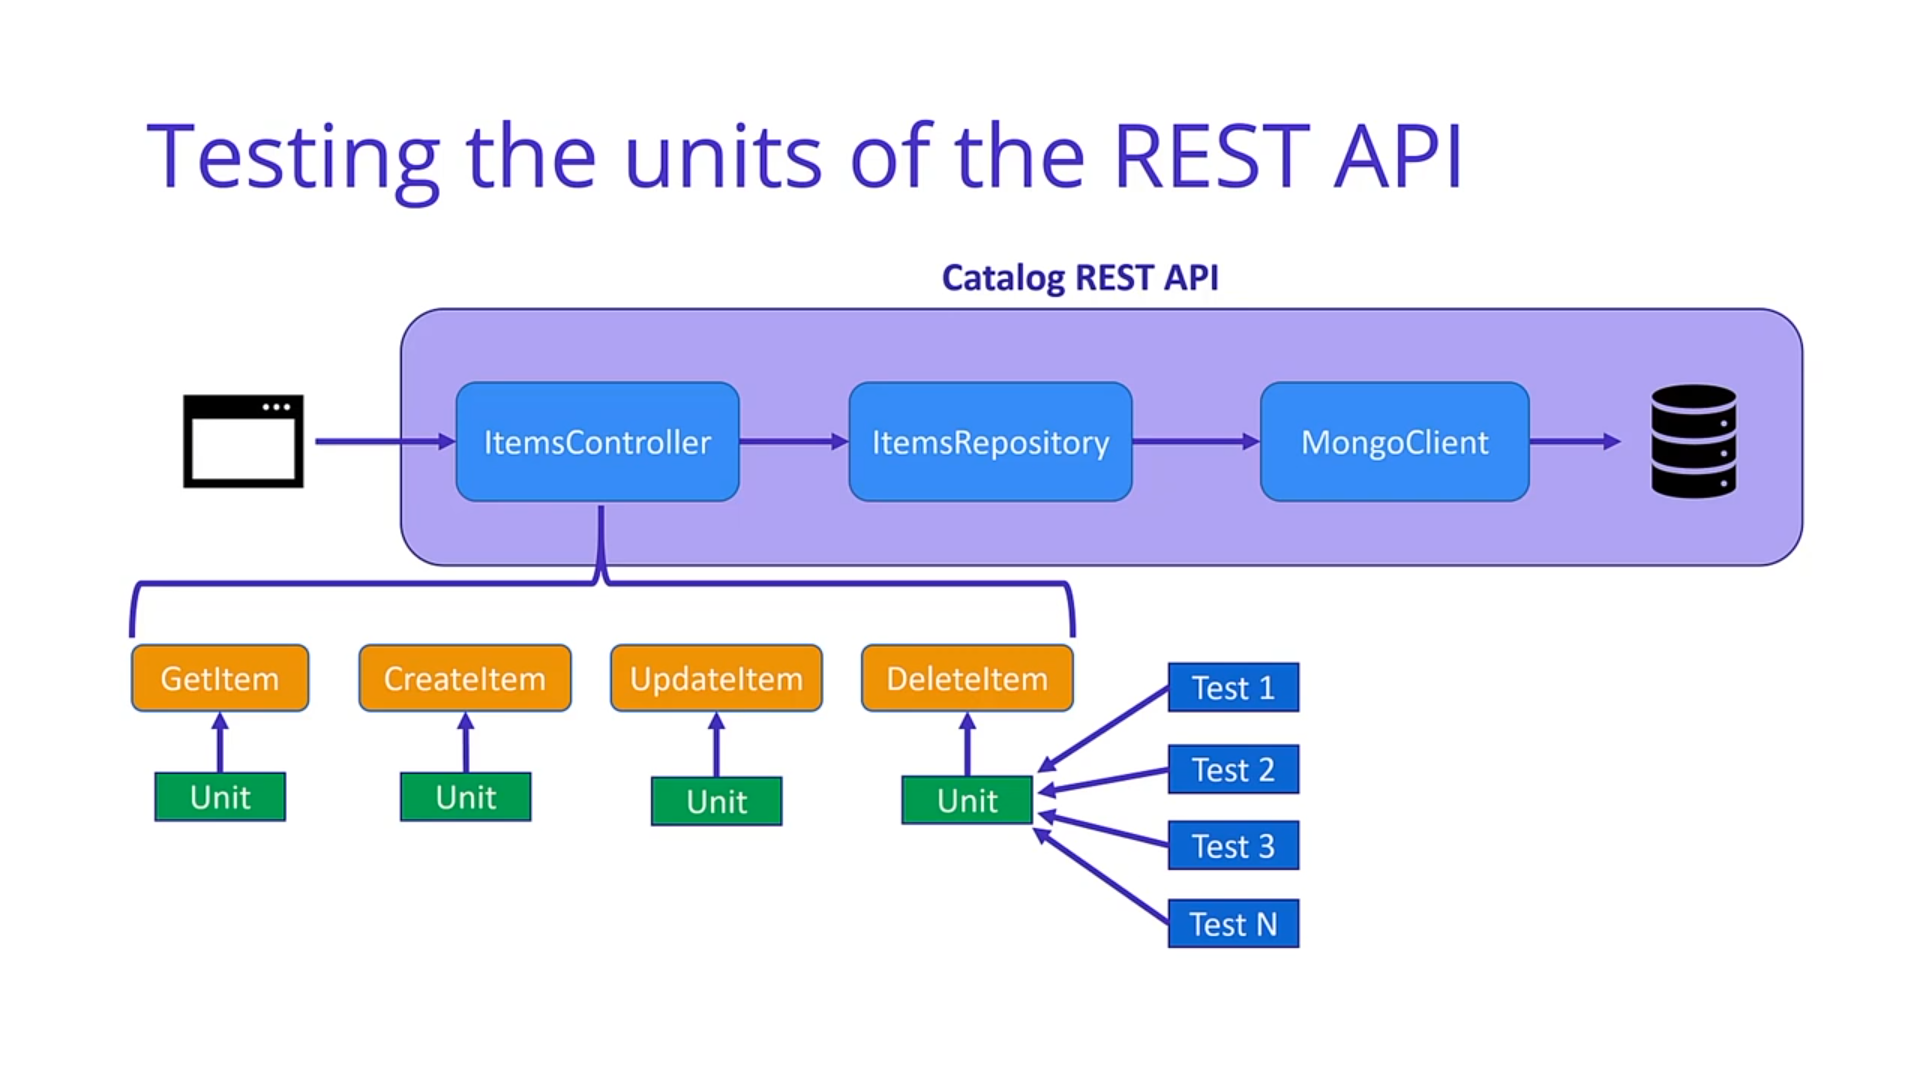 Testing the units of the REST API
Catalog REST API
ItemsController
ItemsRepository
MongoClient
GetItem
CreateItem
UpdateItem
DeleteItem
Unit
Unit
Unit
Unit
Test 1
Test 2
Test 3
Test N